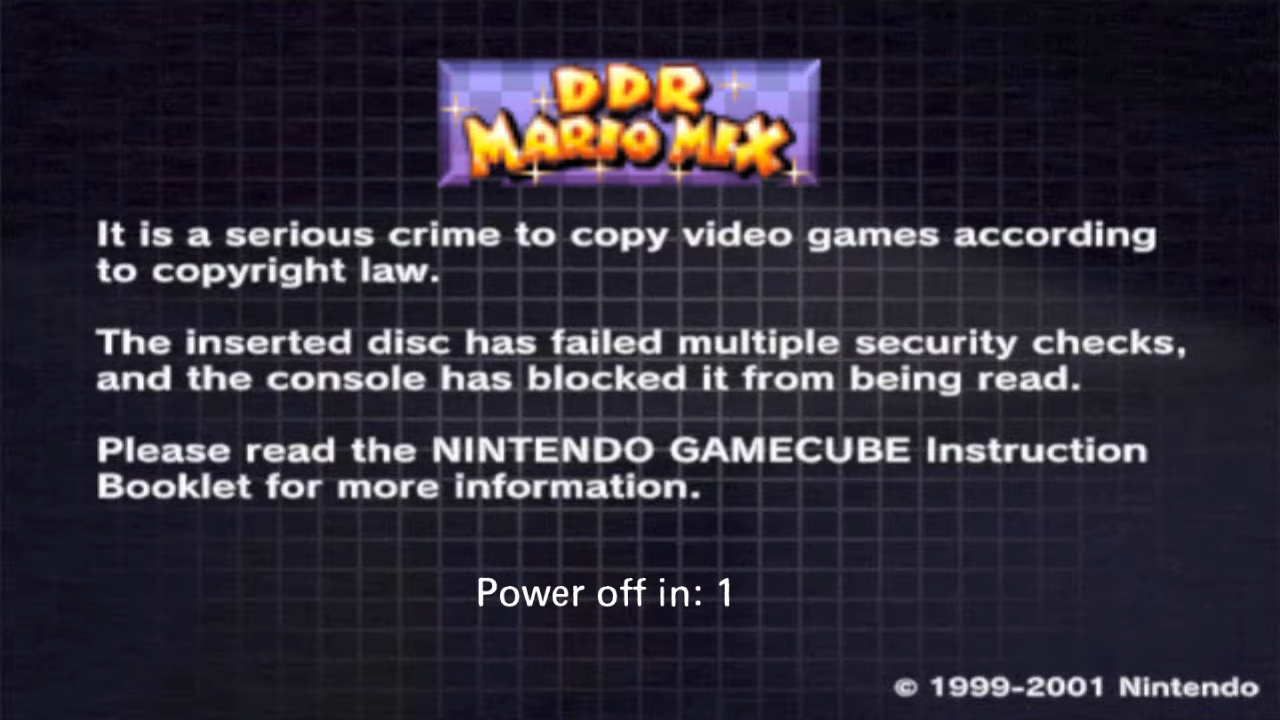 DDR
MARIO MIX
It is a serious crime to copy video games according
to copyright law.
The inserted disc has failed multiple security checks,
and the console has blocked it from being read.
Please read the NINTENDO GAMECUBE Instruction
Booklet for more information.
Power off in: 1
© 1999-2001 Nintendo